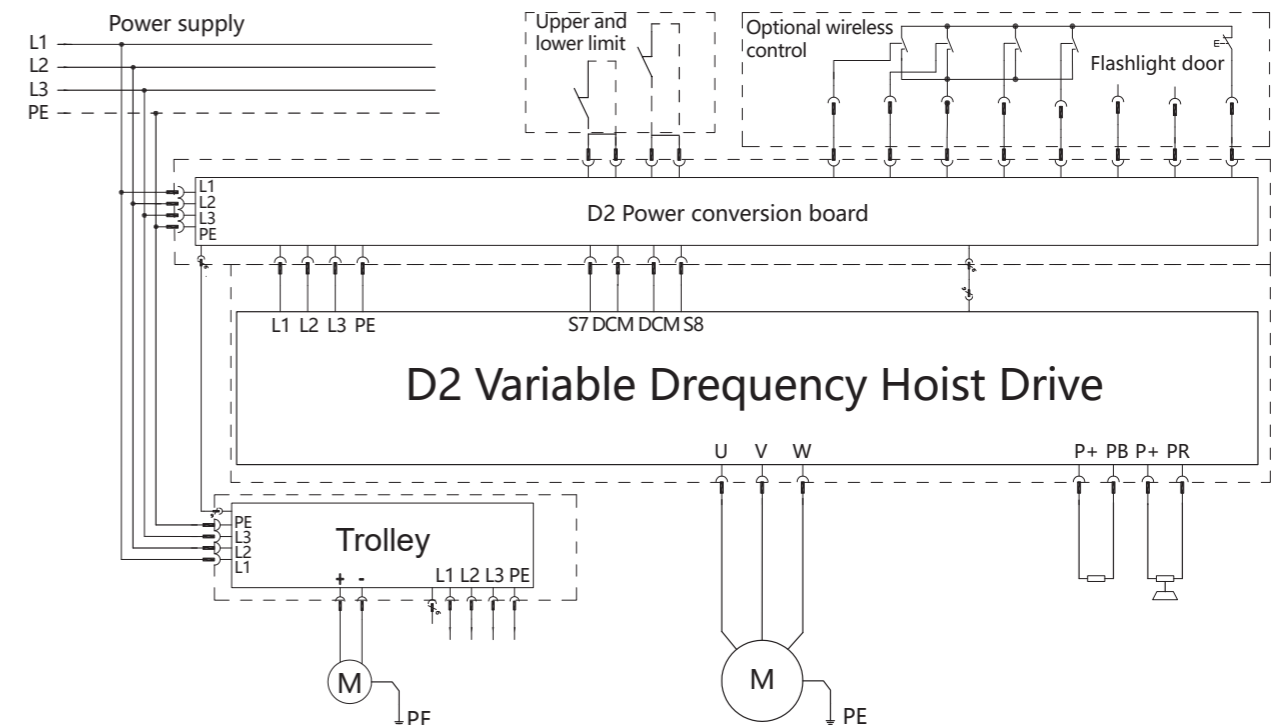 Power supply
L1
L2
L3
PE
Upper and
lower limit
Optional wireless
control
Flashlight door
L1
L2
L3
PE
D2 Power conversion board
L1 L2 L3 PE
S7 DCM DCM S8
D2 Variable Drequency Hoist Drive
U V W
P+ PB P+ PR
PE
L3
L2
L1
Trolley
+ -
L1 L2 L3 PE
M
PE
M
PE